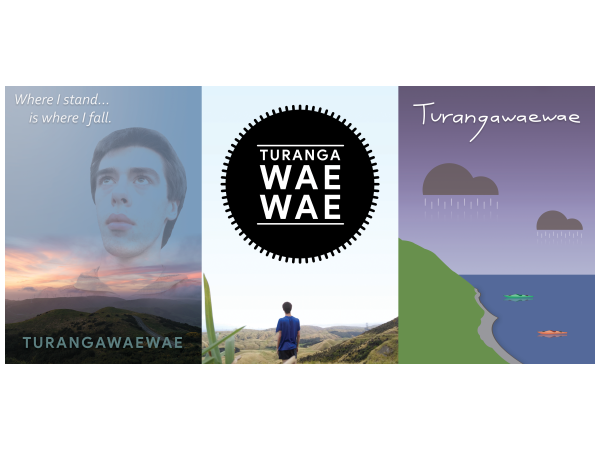 Where I stand...
is where I fall.
TURANGAWAEWAE
TURANGA
WAE
WAE
Turangawaewae